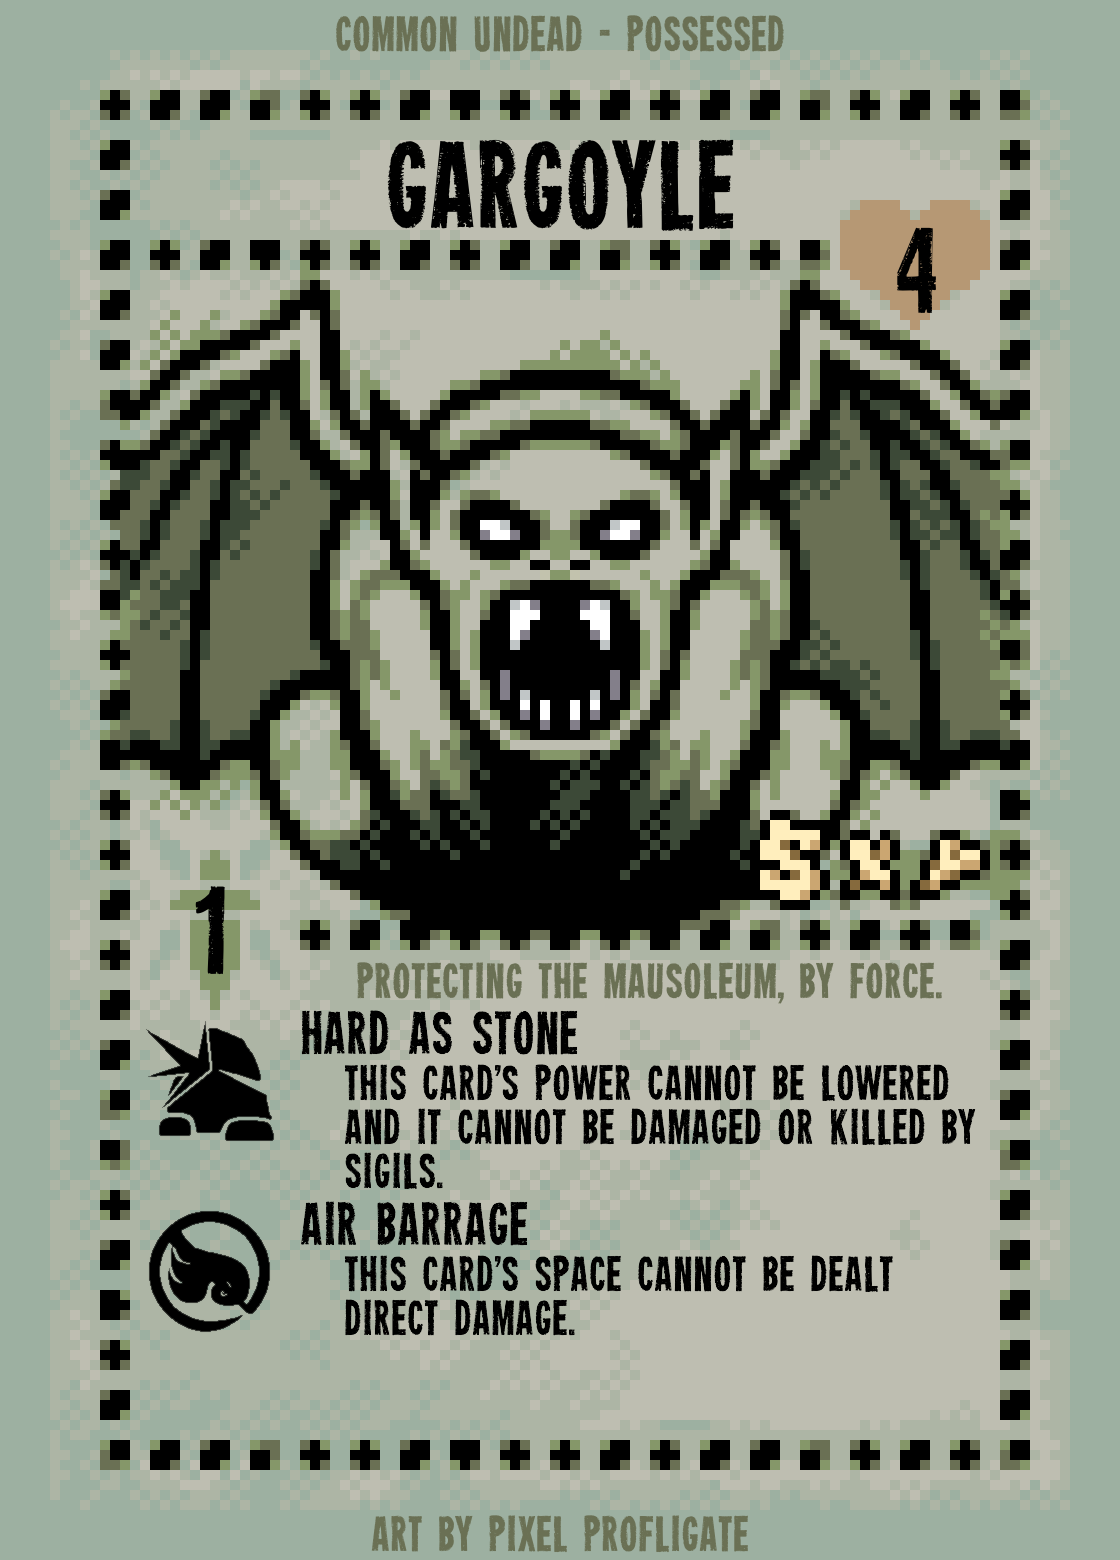 COMMON UNDEAD - POSSESSED
GARGOYLE
4
5 X
1
PROTECTING THE MAUSOLEUM, BY FORCE.
HARD AS STONE
THIS CARD'S POWER CANNOT BE LOWERED
AND IT CANNOT BE DAMAGED OR KILLED BY
SIGILS.
AIR BARRAGE
THIS CARD'S SPACE CANNOT BE DEALT
DIRECT DAMAGE.
ART BY PIXEL PROFLIGATE